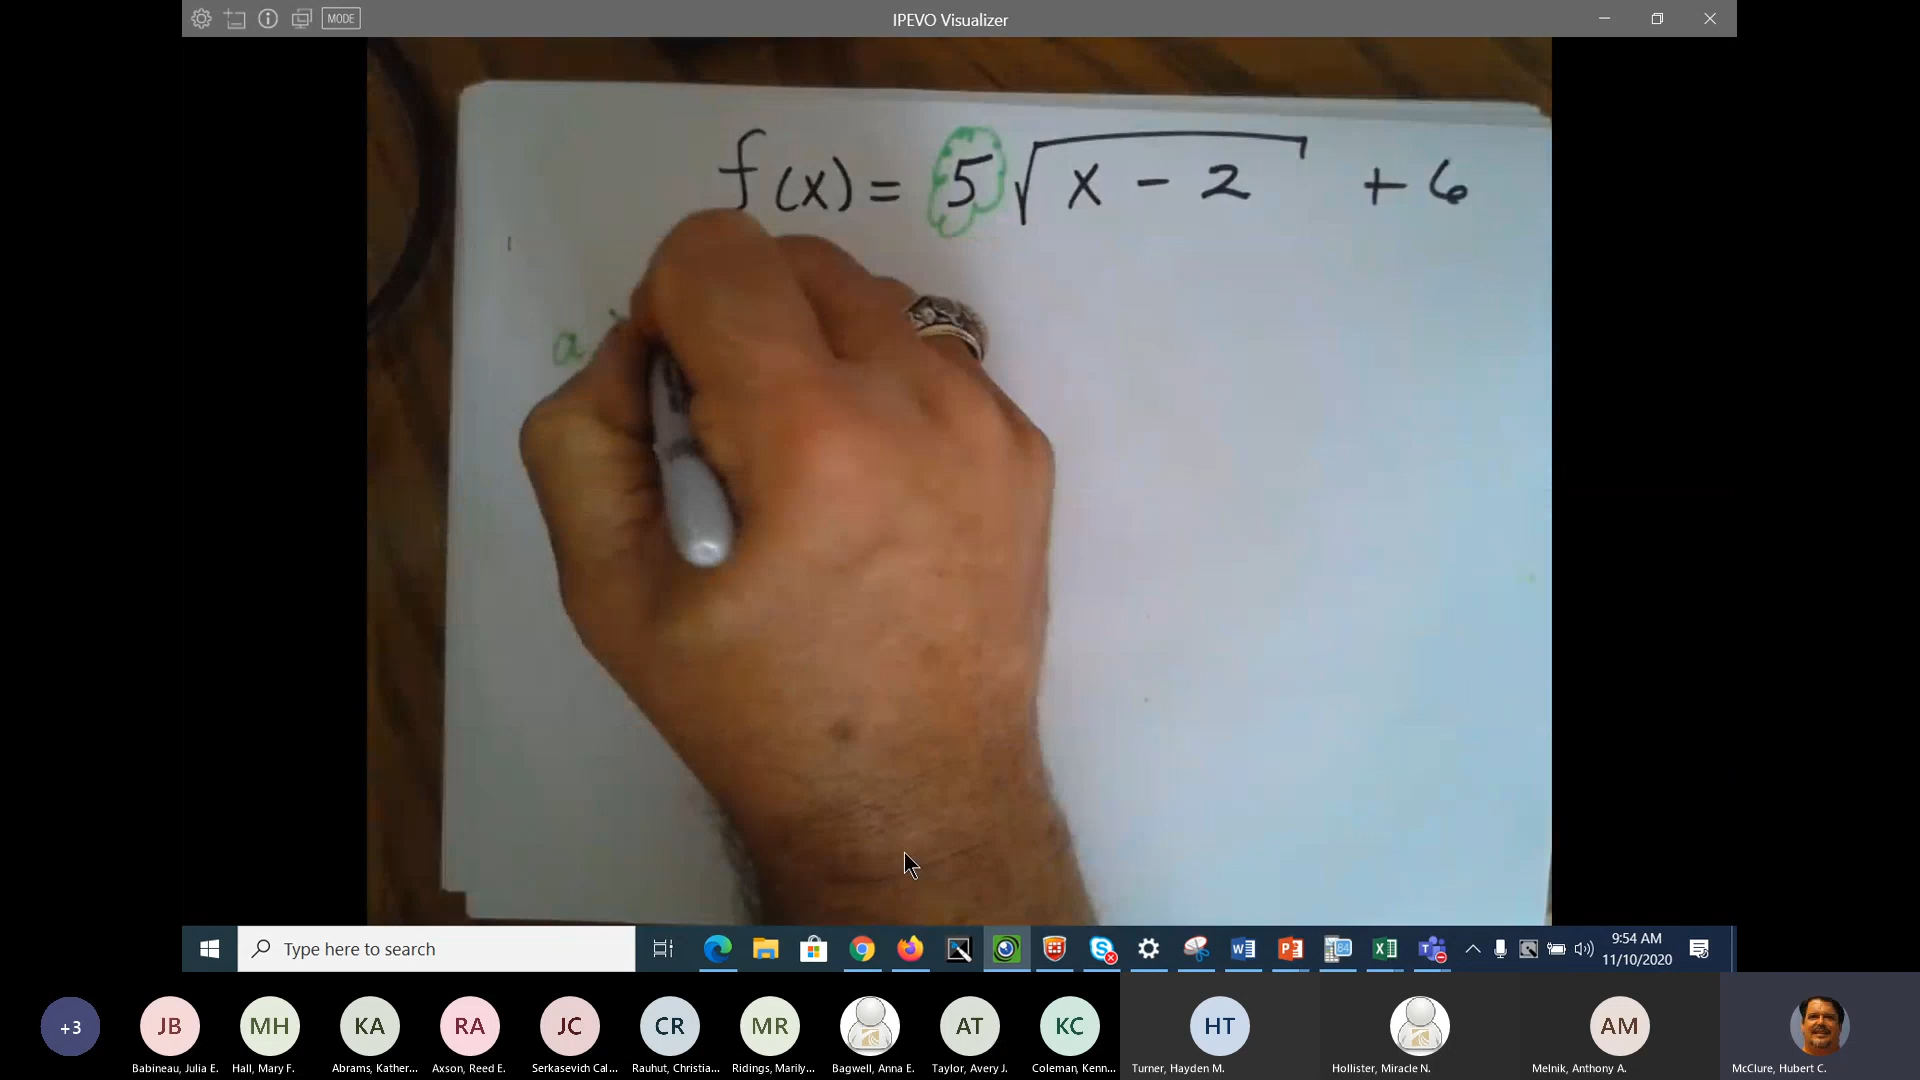 MODE
IPEVO Visualizer
f(x) = 5√x - 2 + 6
a
Type here to search
84
9:54 AM
11/10/2020
+3
JB
MH
KA
RA
JC
CR
MR
AT
KC
HT
AM
Babineau, Julia E.
Hall, Mary F.
Abrams, Kather...
Axson, Reed E.
Serkasevich Cal...
Rauhut, Christia...
Ridings, Marily...
Bagwell, Anna E.
Taylor, Avery J.
Coleman, Kenn...
Turner, Hayden M.
Hollister, Miracle N.
Melnik, Anthony A.
McClure, Hubert C.